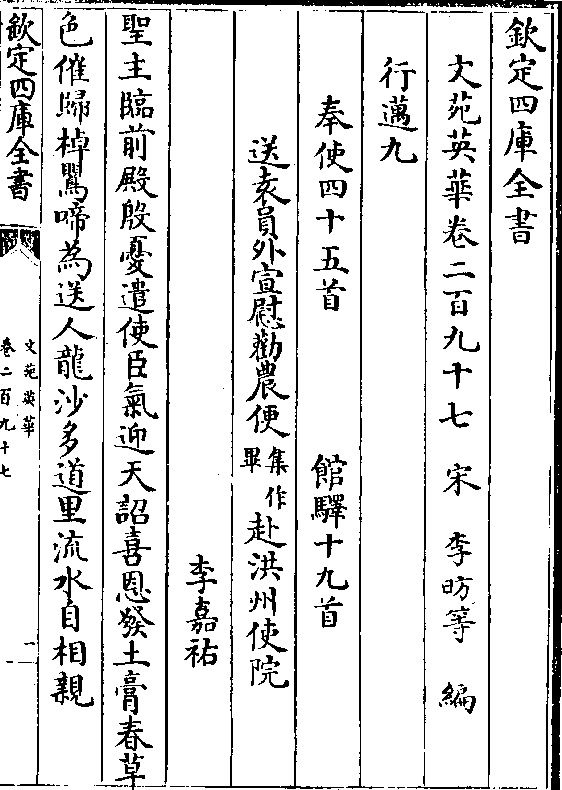 欽定四庫全書
文苑英華卷二百九十七　宋　李昉等　編
行邁九
奉使四十五首　館驛十九首
送袁員外宣慰勸農便集作畢赴洪州使院
李嘉祐
聖主臨前殿殷憂遣使臣氣迎天詔喜恩發土膏春草
色催歸棹鶯啼為送人龍沙多道里流水自相親
欽定四庫全書
文苑英華
卷二百九十七
一